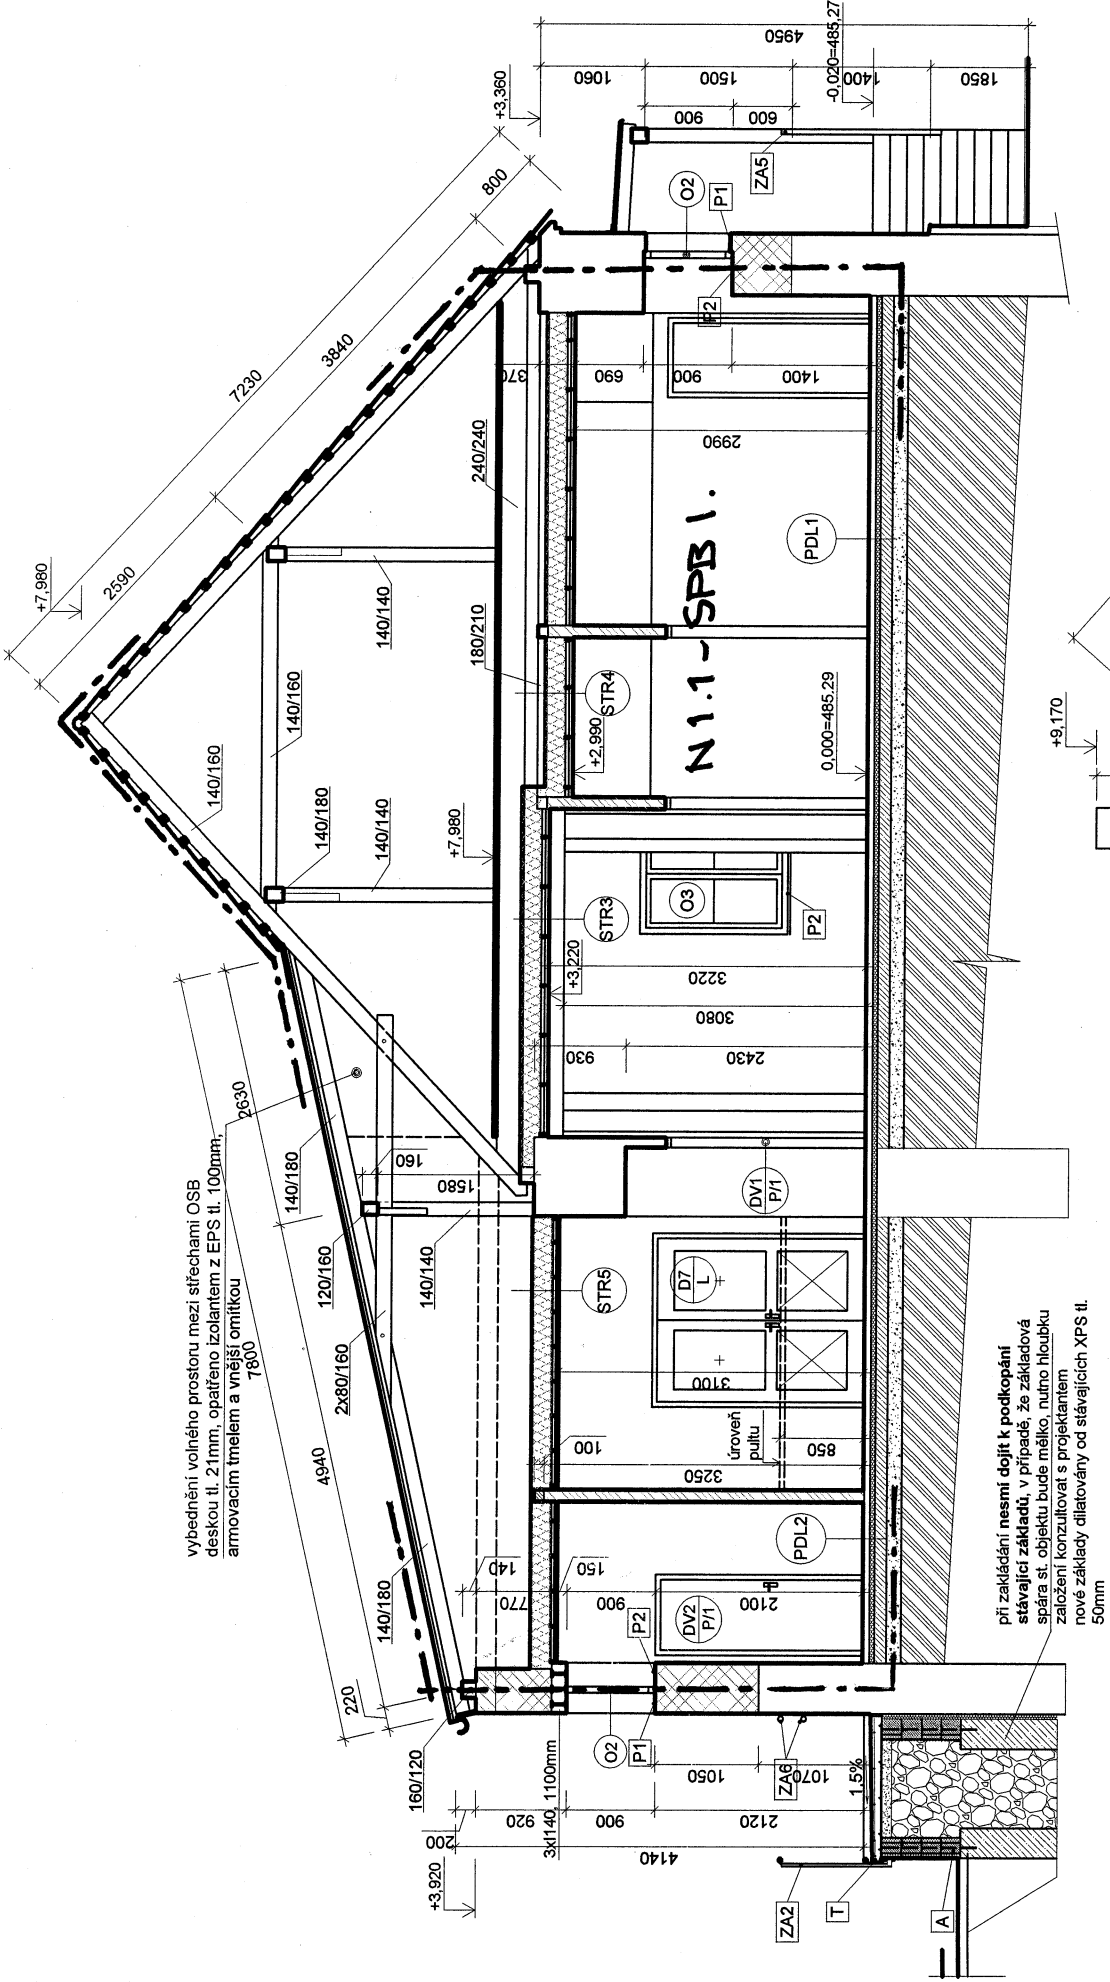 4950
-0,020=485,27
1060
1500
1400
1850
900
600
+3,360
ZA5
O2
P1
P2
800
3840
7230
2590
+7,980
370
690
900
1400
240/240
2990
PDL1
140/140
180/210
STR4
+2,990
N1.1-SPB I.
0,000=485,29
+9,170
140/160
140/160
140/180
140/140
+7,980
STR3
O3
P2
+3,220
3220
3080
930
2430
vybednění volného prostoru mezi střechami OSB
deskou tl. 21mm, opatřeno izolantem z EPS tl. 100mm,
armovacím tmelem a vnější omítkou
7800
2630
4940
220
140/180
160
1580
120/160
140/140
2x80/160
140/180
DV1
P/1
STR5
D7
L
3100
úroveň
pultu
100
3250
850
PDL2
140
770
150
900
2100
DV2
P/1
P2
P1
O2
160/120
3xI140, 1100mm
1050
1070
ZA6
1.5%
200
920
900
2120
4140
+3,920
ZA2
T
A
při zakládání nesmí dojít k podkopání
stávající základů, v případě, že základová
spára st. objektu bude mělko, nutno hloubku
založení konzultovat s projektantem
nové základy dilatovány od stávajících XPS tl.
50mm